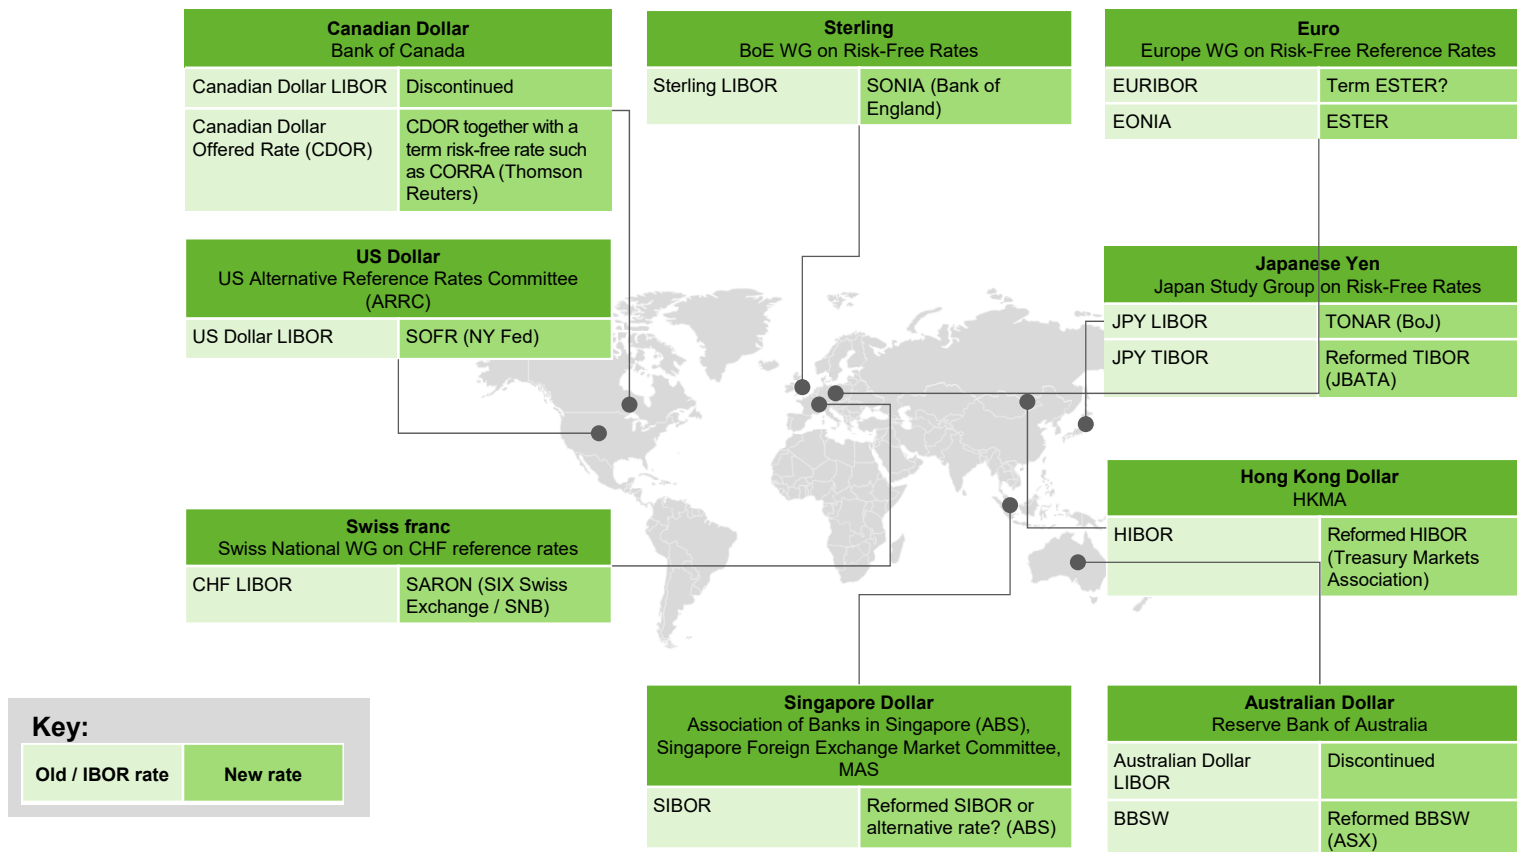 Canadian Dollar
Bank of Canada
Canadian Dollar LIBOR
Discontinued
Canadian Dollar
Offered Rate (CDOR)
CDOR together with a
term risk-free rate such
as CORRA (Thomson
Reuters)
Sterling
BoE WG on Risk-Free Rates
Sterling LIBOR
SONIA (Bank of
England)
Euro
Europe WG on Risk-Free Reference Rates
EURIBOR
Term ESTER?
EONIA
ESTER
US Dollar
US Alternative Reference Rates Committee
(ARRC)
US Dollar LIBOR
SOFR (NY Fed)
Japanese Yen
Japan Study Group on Risk-Free Rates
JPY LIBOR
TONAR (BoJ)
JPY TIBOR
Reformed TIBOR
(JBATA)
Swiss franc
Swiss National WG on CHF reference rates
CHF LIBOR
SARON (SIX Swiss
Exchange / SNB)
Hong Kong Dollar
HKMA
HIBOR
Reformed HIBOR
(Treasury Markets
Association)
Singapore Dollar
Association of Banks in Singapore (ABS),
Singapore Foreign Exchange Market Committee,
MAS
SIBOR
Reformed SIBOR or
alternative rate? (ABS)
Australian Dollar
Reserve Bank of Australia
Australian Dollar
LIBOR
Discontinued
BBSW
Reformed BBSW
(ASX)
Key:
Old / IBOR rate
New rate